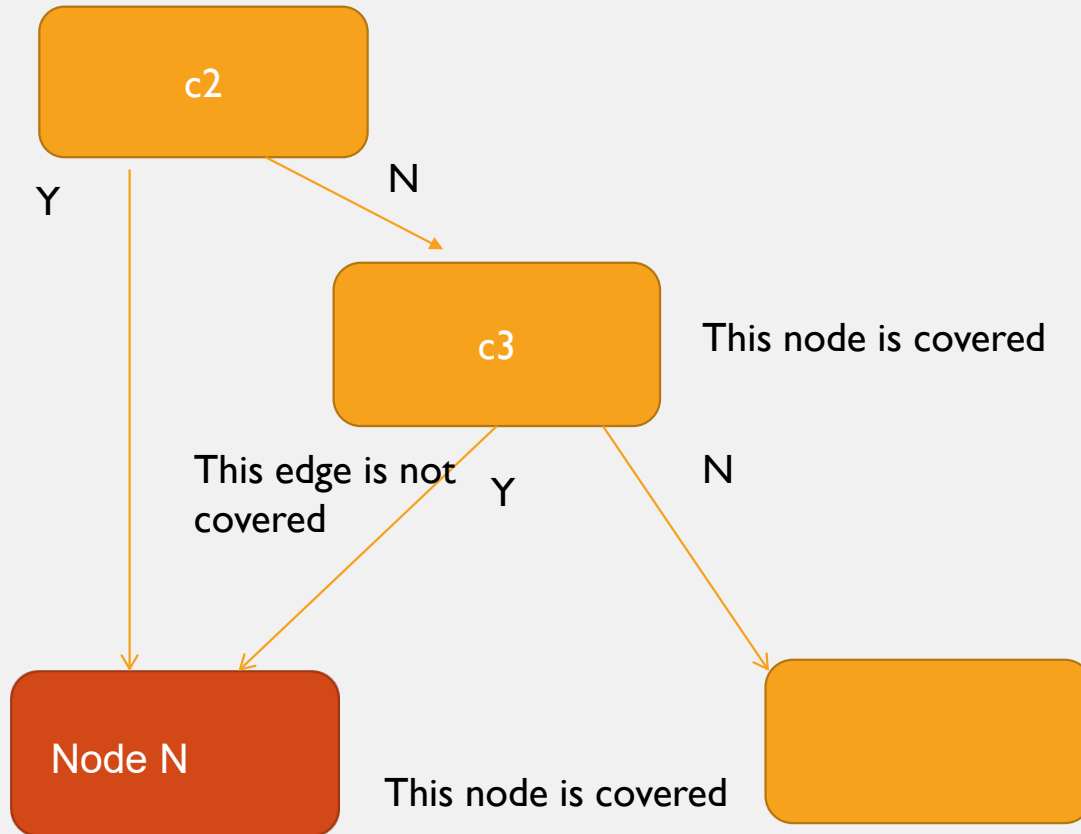 c2
Y
N
c3
This node is covered
This edge is not
covered
Y
N
Node N
This node is covered